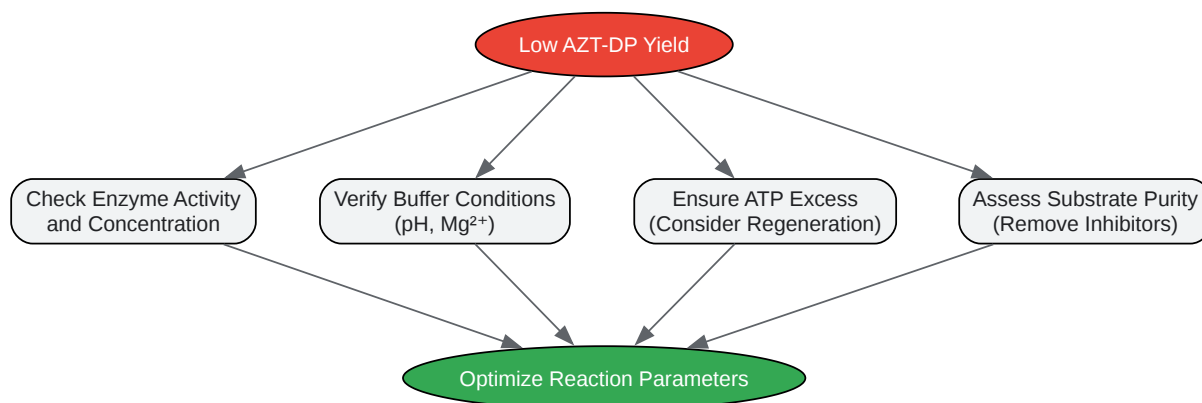 Low AZT-DP Yield
Check Enzyme Activity
and Concentration
Verify Buffer Conditions
(pH, Mg²⁺)
Ensure ATP Excess
(Consider Regeneration)
Assess Substrate Purity
(Remove Inhibitors)
Optimize Reaction Parameters